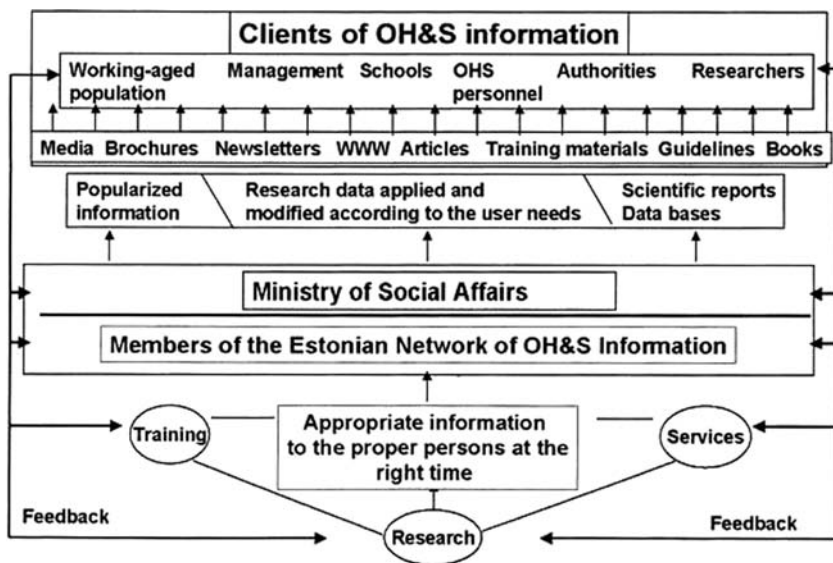 Clients of OH&S information
Working-aged population
Management
Schools
OHS personnel
Authorities
Researchers
Media Brochures Newsletters WWW Articles Training materials Guidelines Books
Popularized information
Research data applied and modified according to the user needs
Scientific reports
Data bases
Ministry of Social Affairs
Members of the Estonian Network of OH&S Information
Training
Appropriate information
to the proper persons at the
right time
Services
Feedback
Research
Feedback